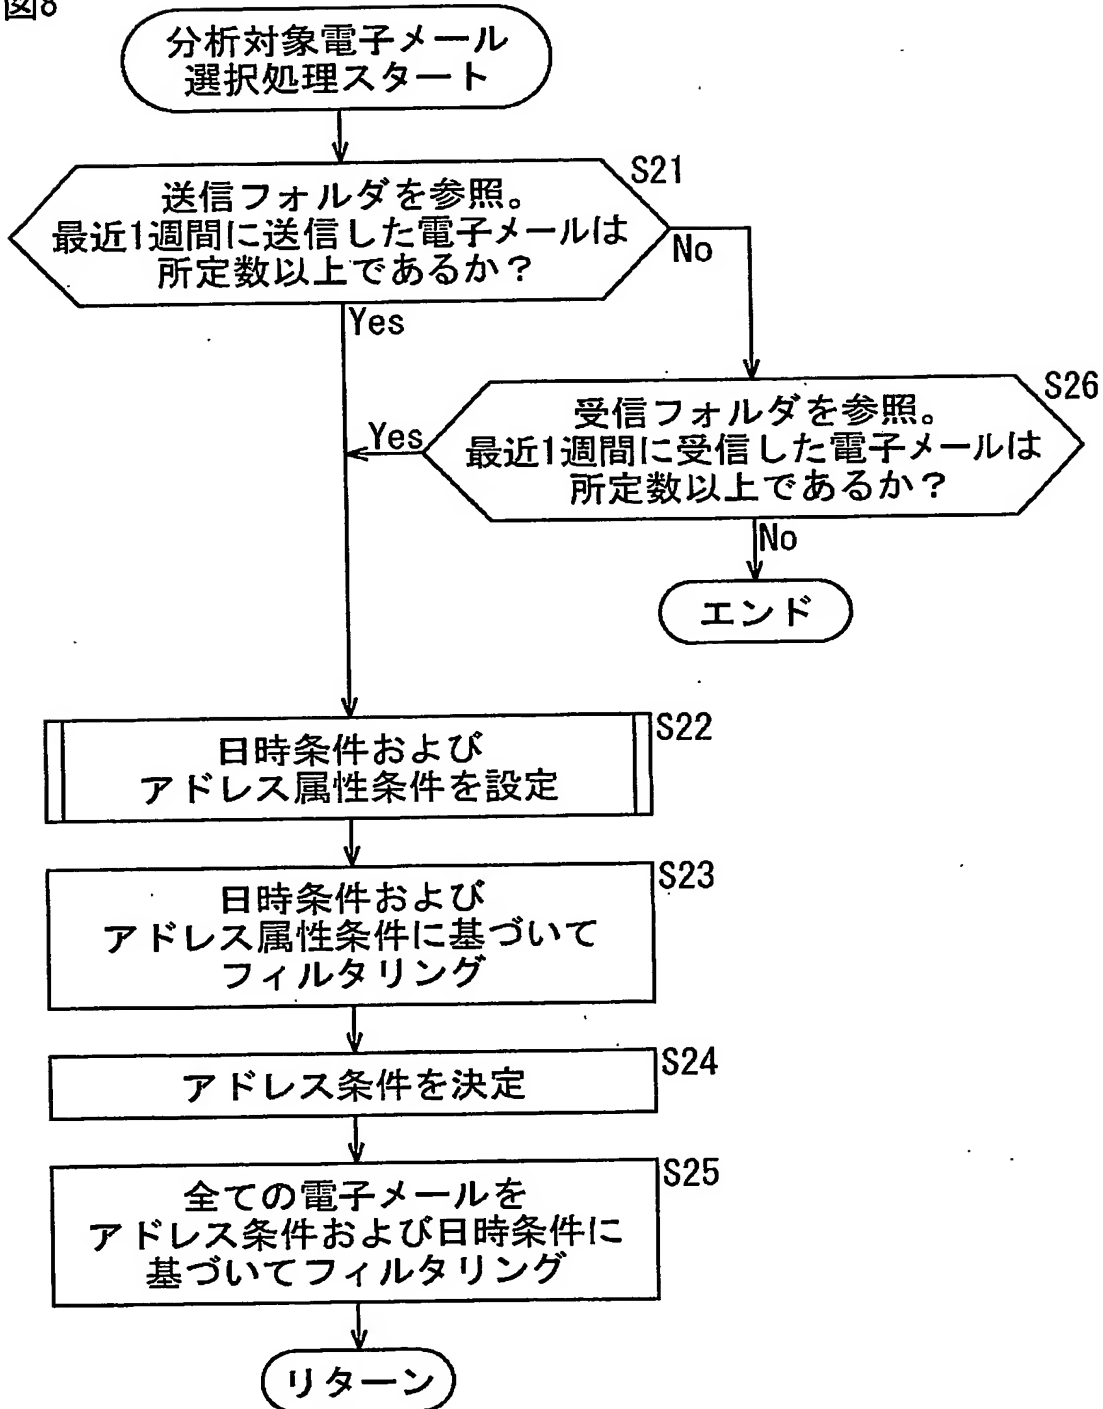 図8
分析対象電子メール
選択処理スタート
S21
送信フォルダを参照。
最近1週間に送信した電子メールは
所定数以上であるか？
No
Yes
S26
受信フォルダを参照。
最近1週間に受信した電子メールは
所定数以上であるか？
Yes
No
エンド
S22
日時条件および
アドレス属性条件を設定
S23
日時条件および
アドレス属性条件に基づいて
フィルタリング
S24
アドレス条件を決定
S25
全ての電子メールを
アドレス条件および日時条件に
基づいてフィルタリング
リターン